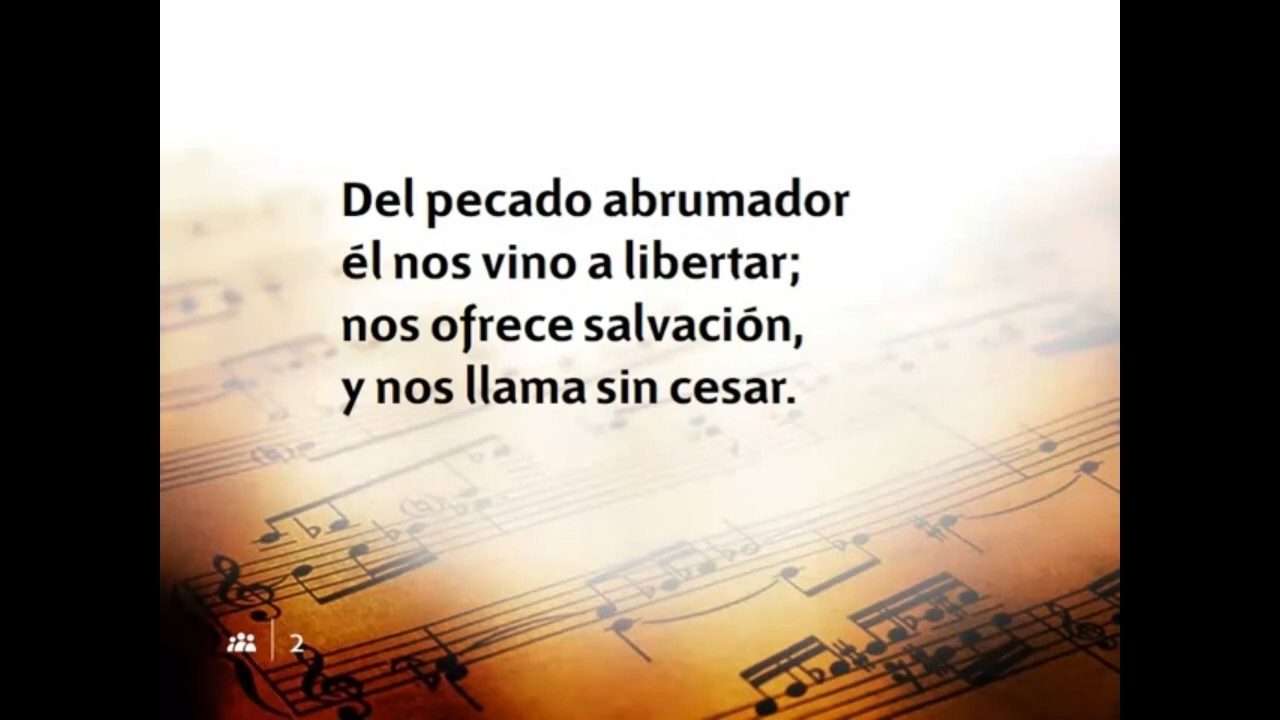 Del pecado abrumador
él nos vino a libertar;
nos ofrece salvación,
y nos llama sin cesar.
2